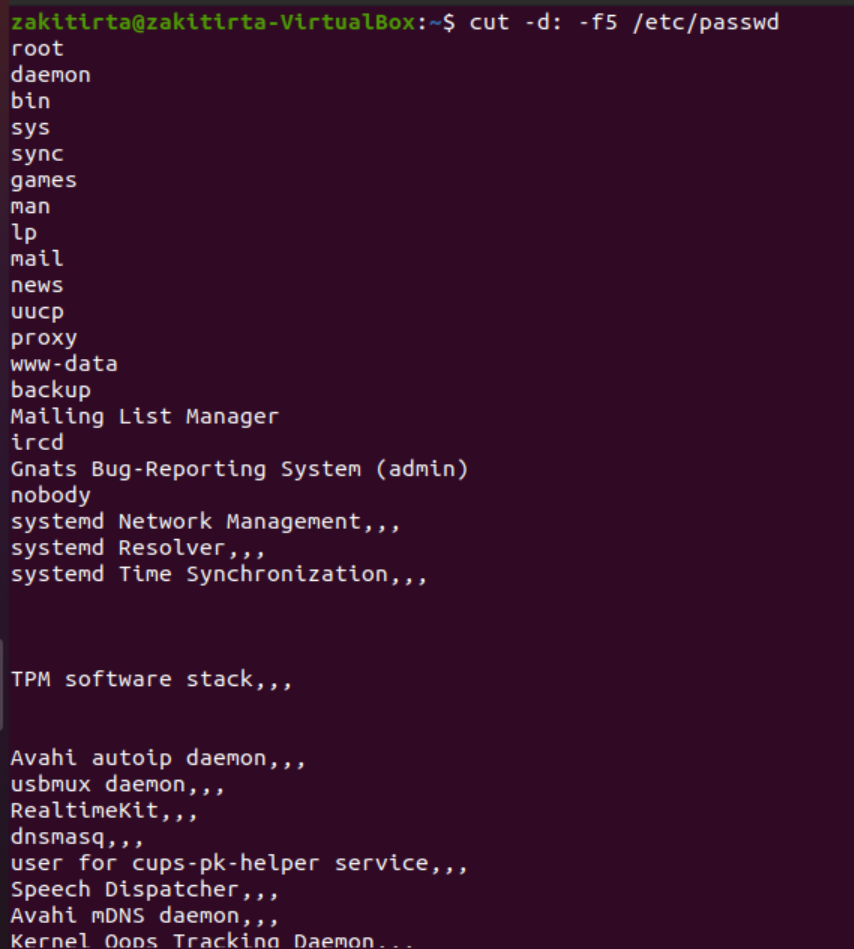 zakitirta@zakitirta-VirtualBox:~$ cut -d: -f5 /etc/passwd
root
daemon
bin
sys
sync
games
man
lp
mail
news
uucp
proxy
www-data
backup
Mailing List Manager
ircd
Gnats Bug-Reporting System (admin)
nobody
systemd Network Management,,,
systemd Resolver,,,
systemd Time Synchronization,,,
TPM software stack,,,
Avahi autoip daemon,,,
usbmux daemon,,,
RealtimeKit,,,
dnsmasq,,,
user for cups-pk-helper service,,,
Speech Dispatcher,,,
Avahi mDNS daemon,,,
Kernel Oops Tracking Daemon,,,